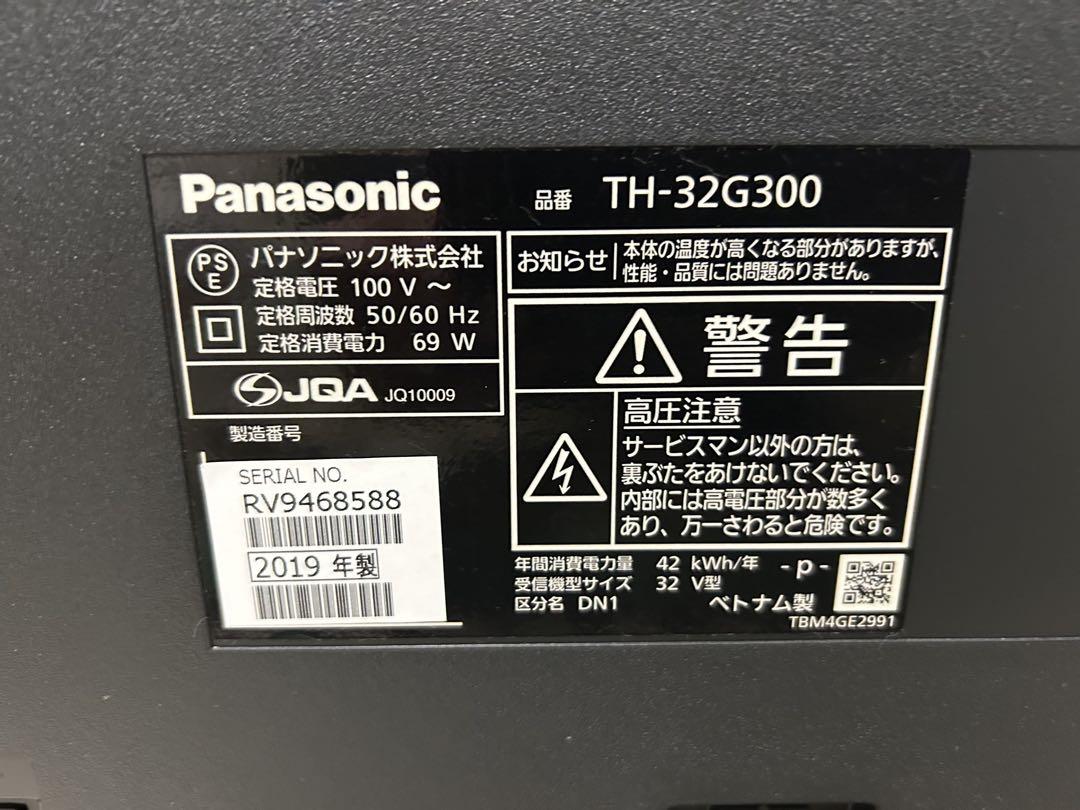 Panasonic
品番 TH-32G300
PSE
パナソニック株式会社
定格電圧 100 V ～
定格周波数 50/60 Hz
定格消費電力 69 W
JQA JQ10009
製造番号
SERIAL NO.
RV9468588
2019 年製
お知らせ
本体の温度が高くなる部分がありますが、
性能・品質には問題ありません。
警告
高圧注意
サービスマン以外の方は、
裏ぶたをあけないでください。
内部には高電圧部分が数多く
あり、万一さわると危険です。
年間消費電力量 42 kWh/年
受信機型サイズ 32 V型
区分名 DN1
-p-
ベトナム製
TBM4GE2991